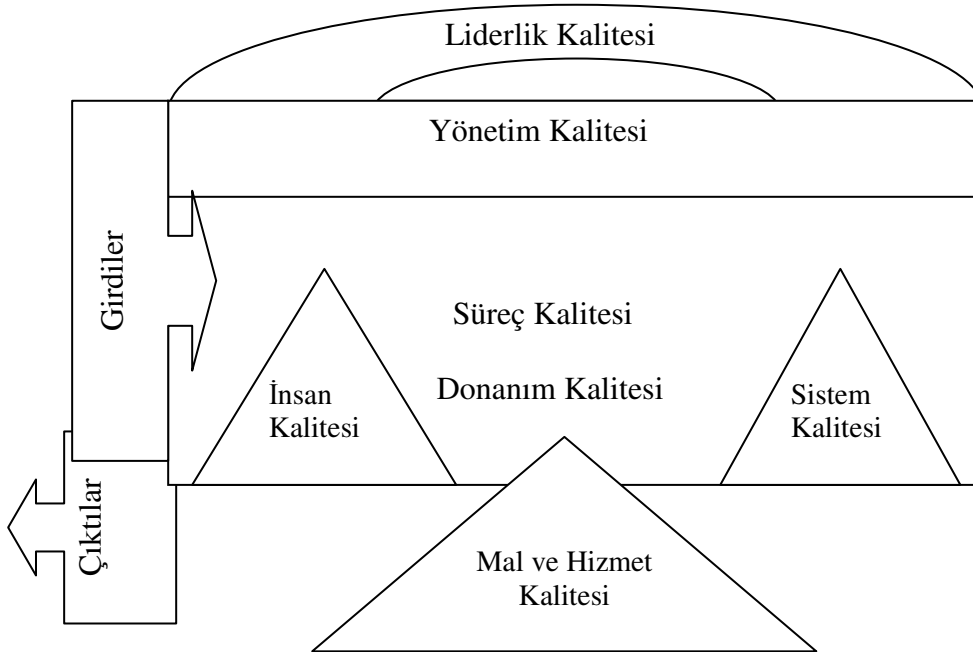 Liderlik Kalitesi
Yönetim Kalitesi
Girdiler
Süreç Kalitesi
Donanım Kalitesi
İnsan
Kalitesi
Sistem
Kalitesi
Çıktılar
Mal ve Hizmet
Kalitesi